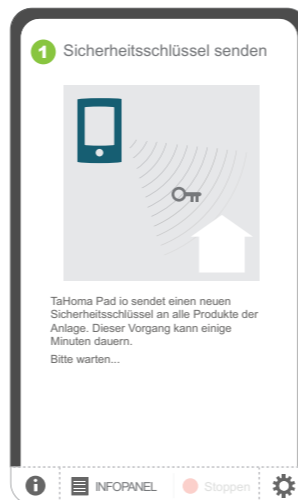 1 Sicherheitsschlüssel senden
TaHoma Pad io sendet einen neuen
Sicherheitsschlüssel an alle Produkte der
Anlage. Dieser Vorgang kann einige
Minuten dauern.
Bitte warten...
INFOPANEL Stoppen